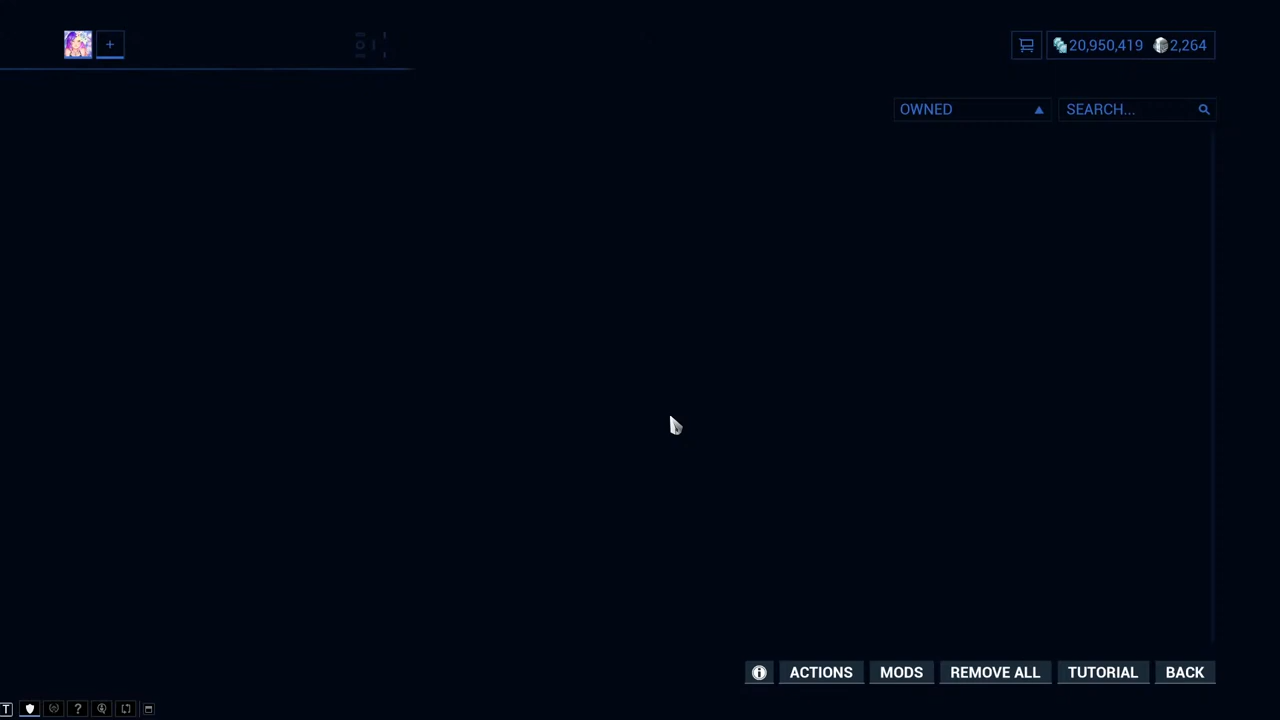 +
20,950,419 2,264
OWNED SEARCH...
ACTIONS MODS REMOVE ALL TUTORIAL BACK
T ?